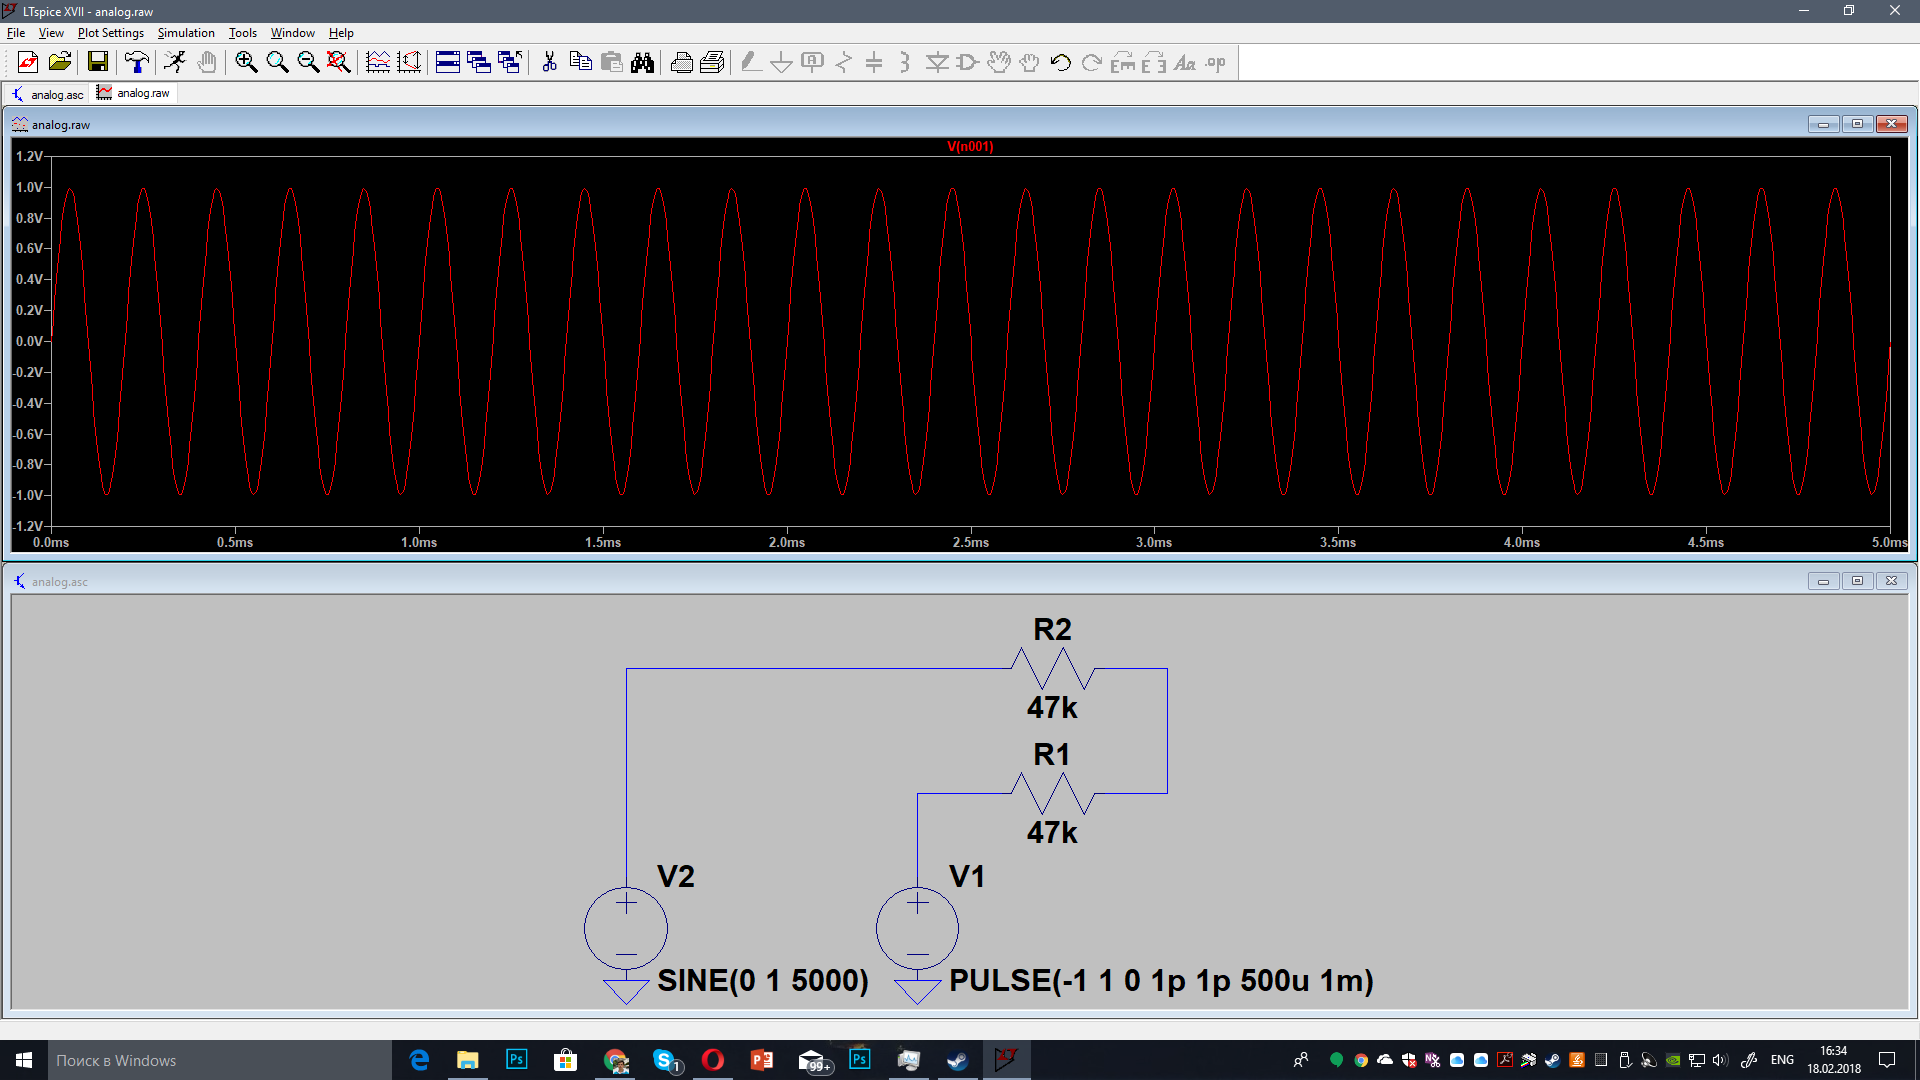 LTspice XVII - analog.raw
File View Plot Settings Simulation Tools Window Help
analog.asc analog.raw
analog.raw
V(n001)
1.2V
1.0V
0.8V
0.6V
0.4V
0.2V
0.0V
-0.2V
-0.4V
-0.6V
-0.8V
-1.0V
-1.2V
0.0ms 0.5ms 1.0ms 1.5ms 2.0ms 2.5ms 3.0ms 3.5ms 4.0ms 4.5ms 5.0ms
analog.asc
R2
47k
R1
47k
V2 V1
SINE(0 1 5000) PULSE(-1 1 0 1p 1p 500u 1m)
Поиск в Windows
99+
1
ENG
16:34
18.02.2018